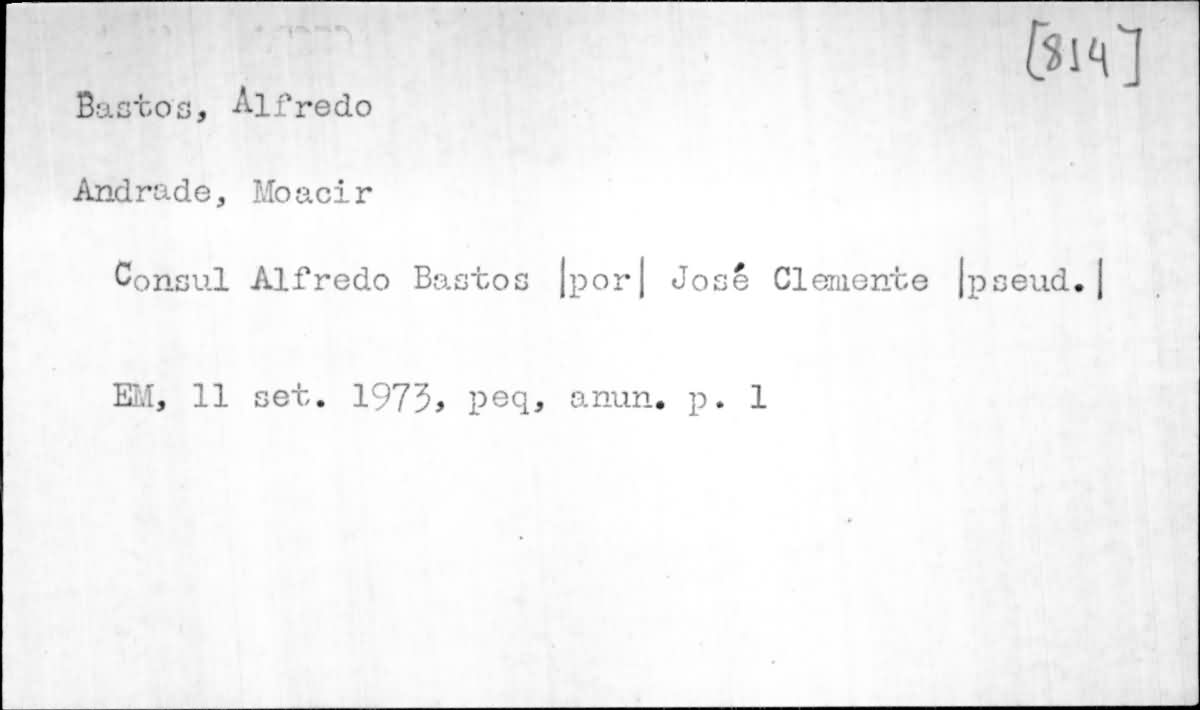 [814]
Bastos, Alfredo
Andrade, Moacir
Consul Alfredo Bastos |por| José Clemente |pseud.|
EM, 11 set. 1973, peq, anun. p. 1